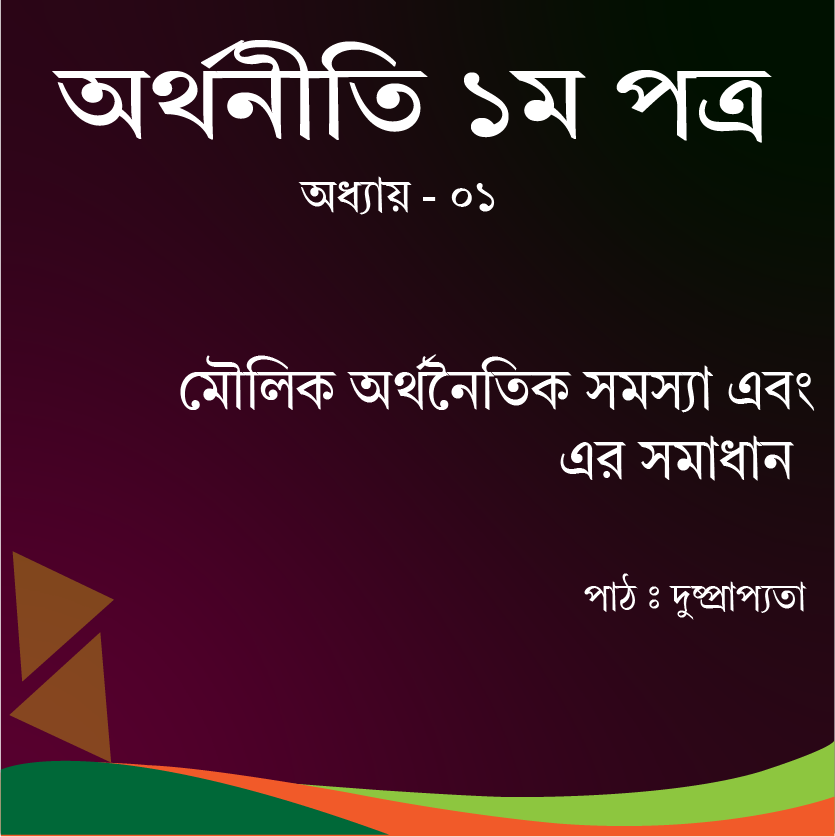 অর্থনীতি ১ম পত্র
অধ্যায় - ০১
মৌলিক অর্থনৈতিক সমস্যা এবং
এর সমাধান
পাঠ ঃ দুষ্প্রাপ্যতা